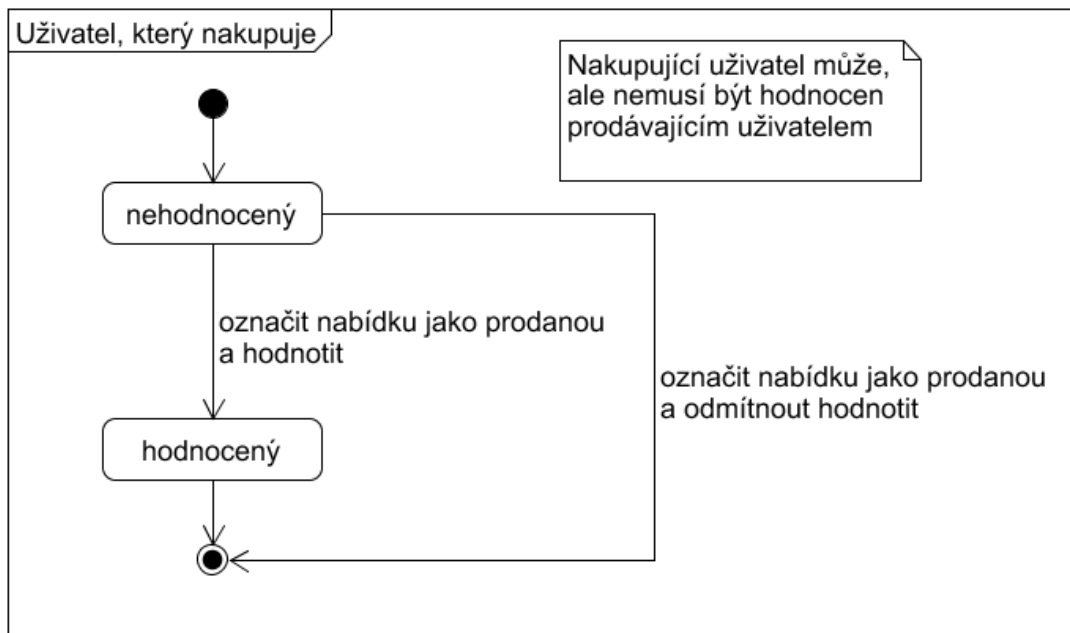 Uživatel, který nakupuje
Nakupující uživatel může,
ale nemusí být hodnocen
prodávajícím uživatelem
nehodnocený
označit nabídku jako prodanou
a hodnotit
označit nabídku jako prodanou
a odmítnout hodnotit
hodnocený